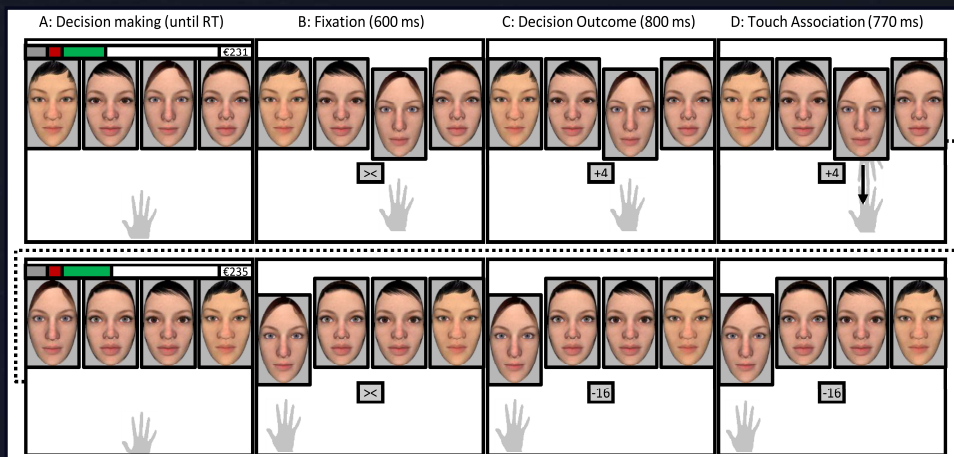 A: Decision making (until RT)
B: Fixation (600 ms)
C: Decision Outcome (800 ms)
D: Touch Association (770 ms)
€231
><
+4
+4
€235
><
-16
-16